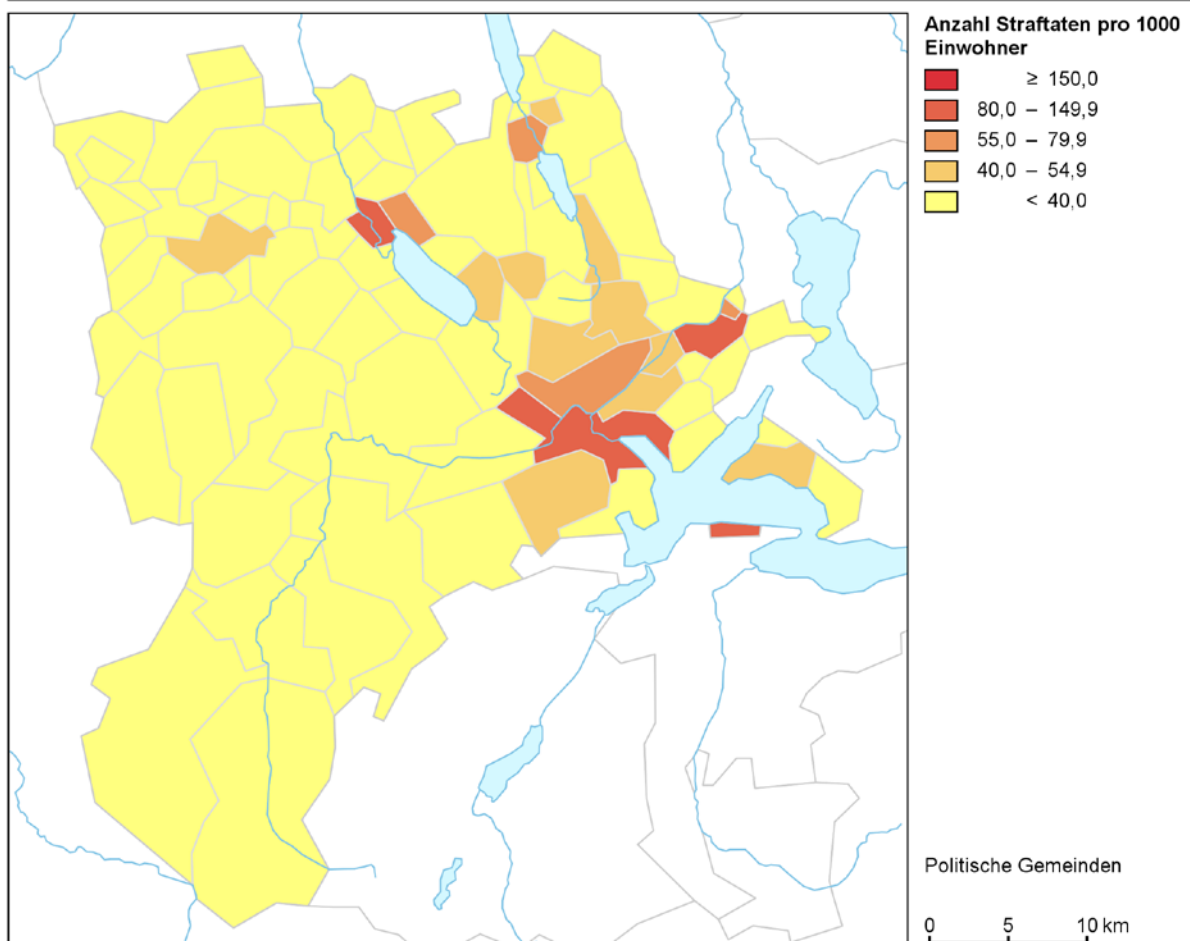 Anzahl Straftaten pro 1000
Einwohner
≥ 150,0
80,0 – 149,9
55,0 – 79,9
40,0 – 54,9
< 40,0
Politische Gemeinden
0 5 10 km